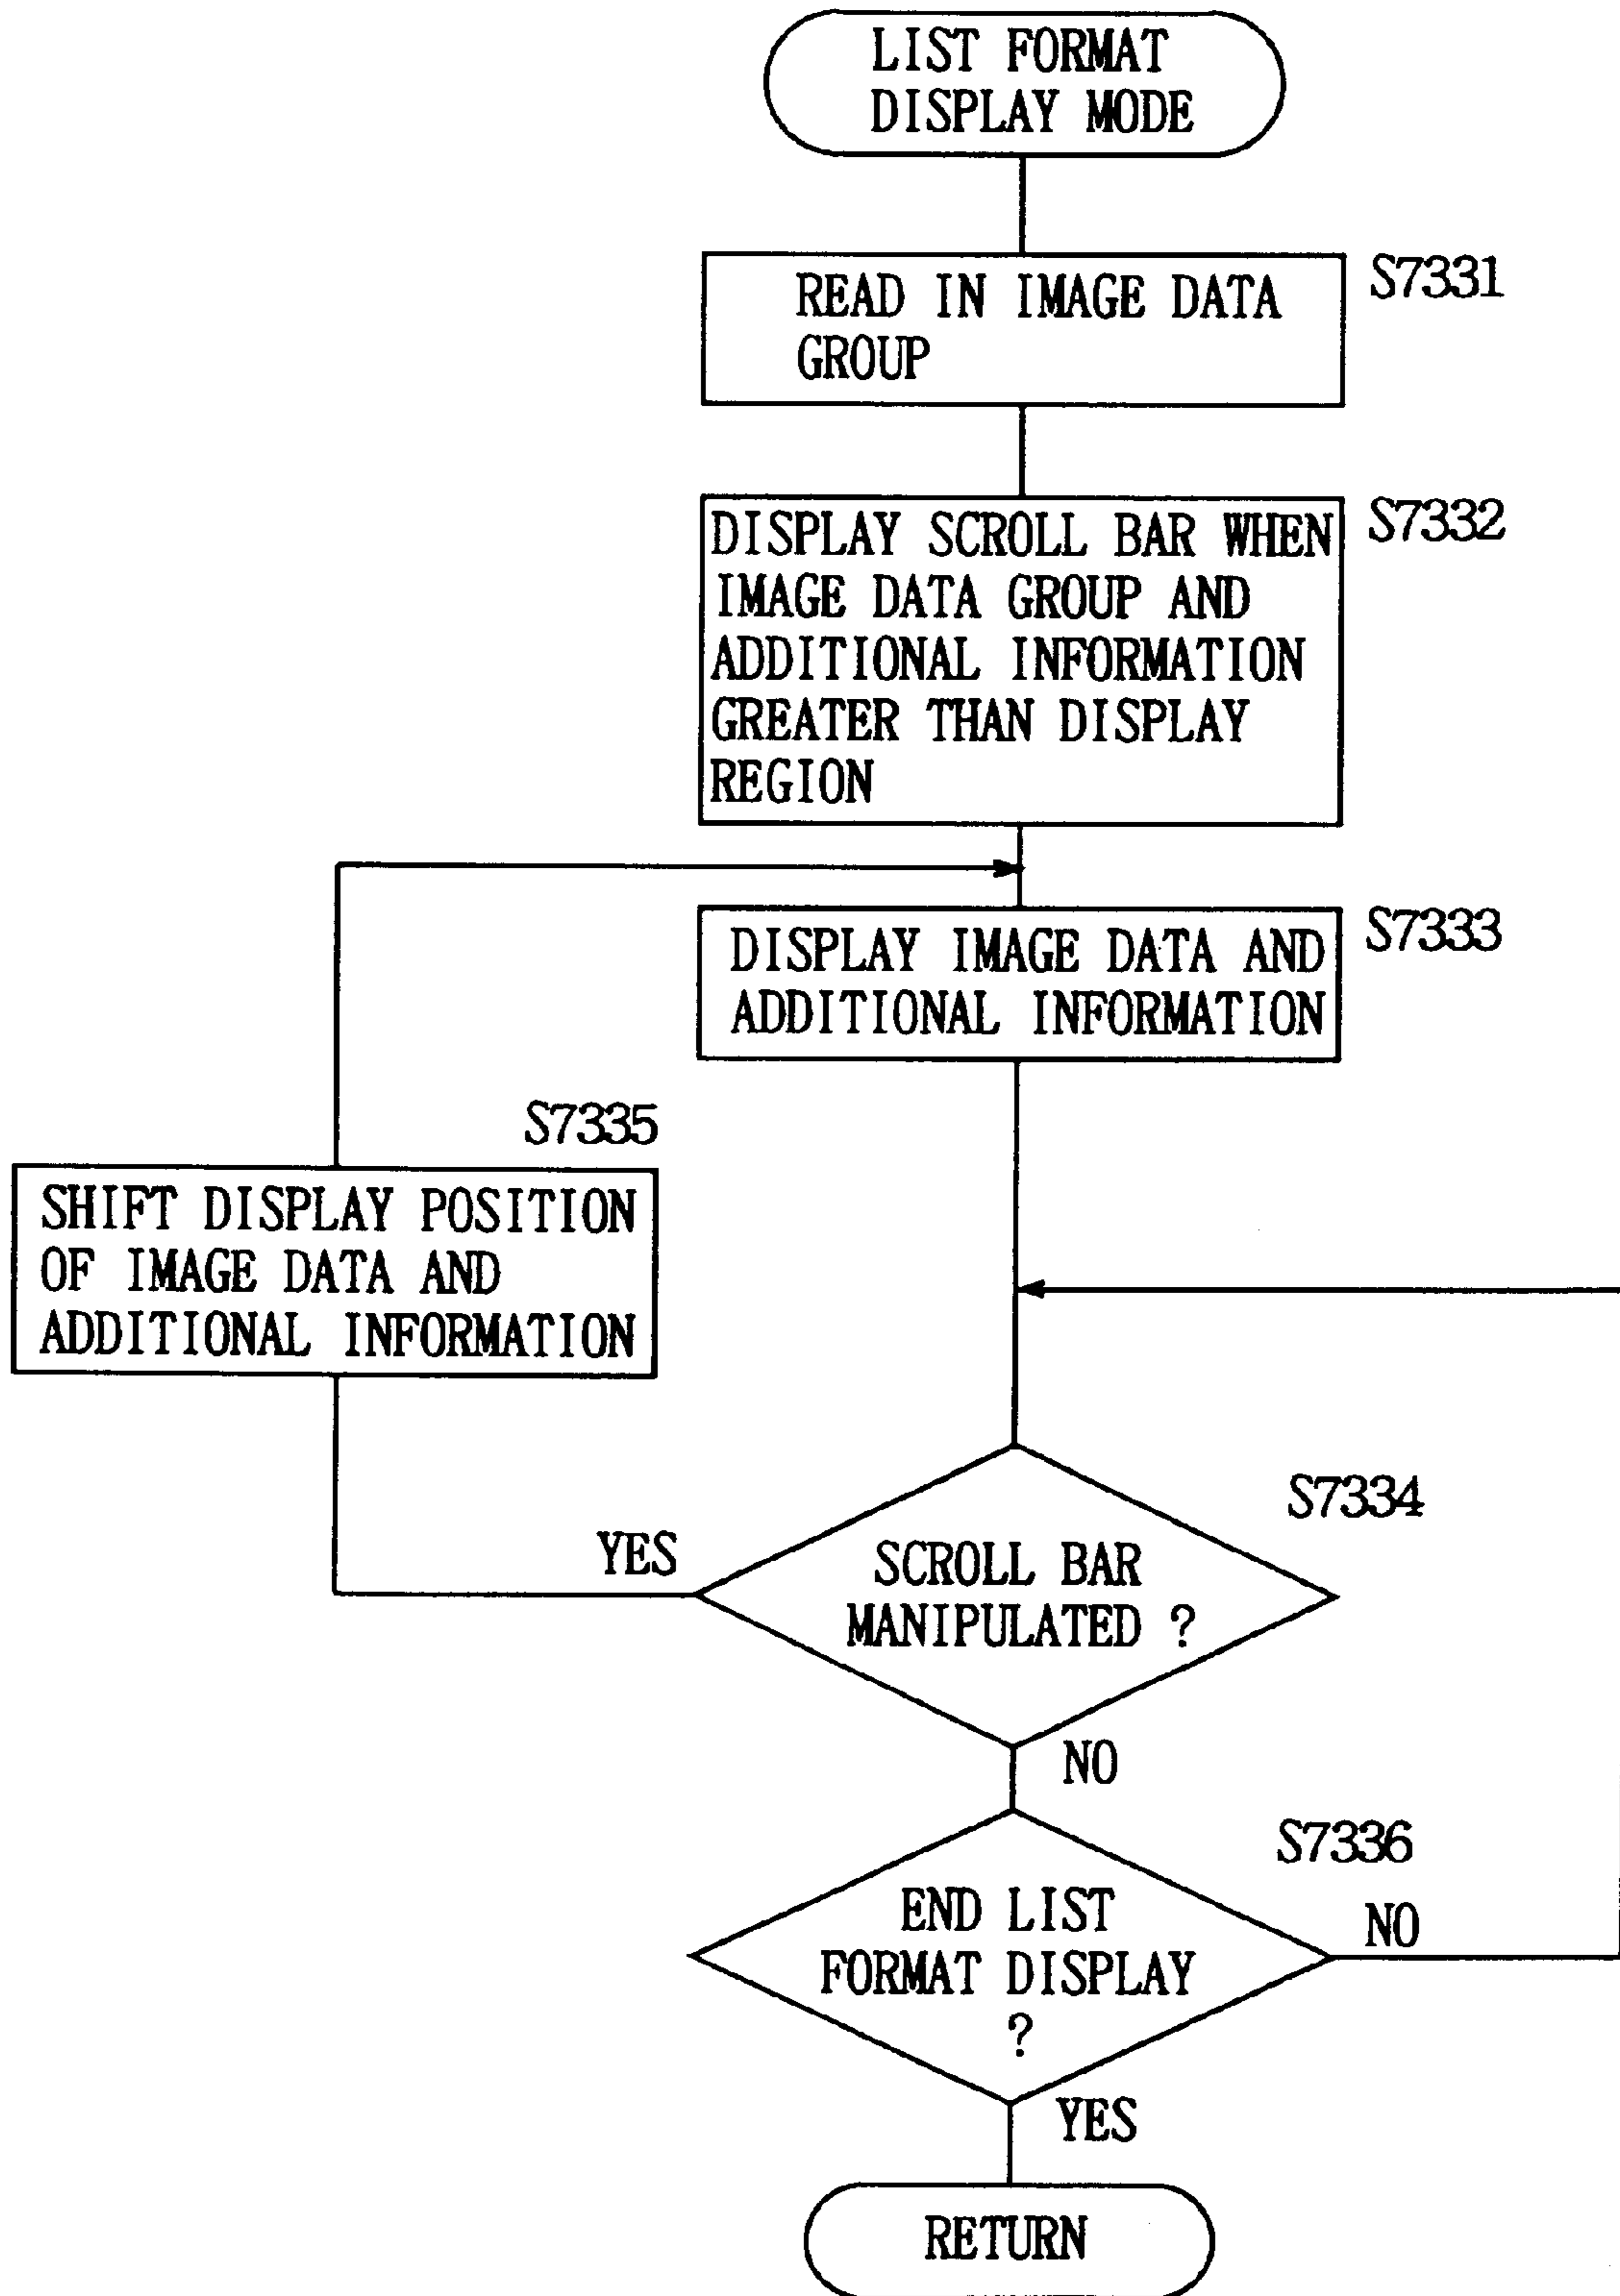 LIST FORMAT
DISPLAY MODE
S7331
READ IN IMAGE DATA
GROUP
S7332
DISPLAY SCROLL BAR WHEN
IMAGE DATA GROUP AND
ADDITIONAL INFORMATION
GREATER THAN DISPLAY
REGION
S7333
DISPLAY IMAGE DATA AND
ADDITIONAL INFORMATION
S7335
SHIFT DISPLAY POSITION
OF IMAGE DATA AND
ADDITIONAL INFORMATION
S7334
YES
SCROLL BAR
MANIPULATED ?
NO
S7336
END LIST
FORMAT DISPLAY
?
NO
YES
RETURN